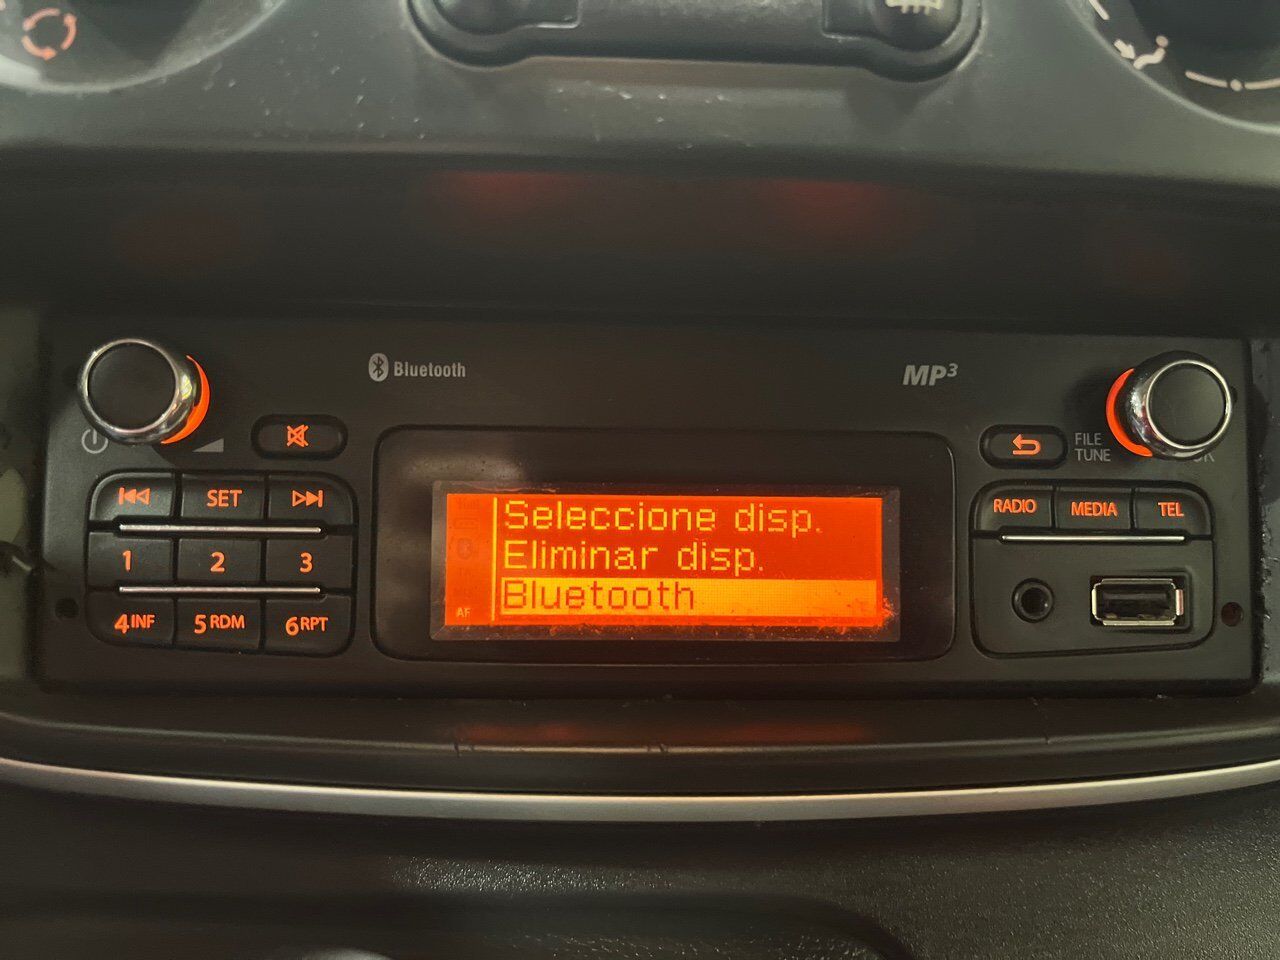 Bluetooth
MP3
FILE
TUNE
SET
RADIO
MEDIA
TEL
Seleccione disp.
Eliminar disp.
Bluetooth
AF
1
2
3
4INF
5RDM
6RPT